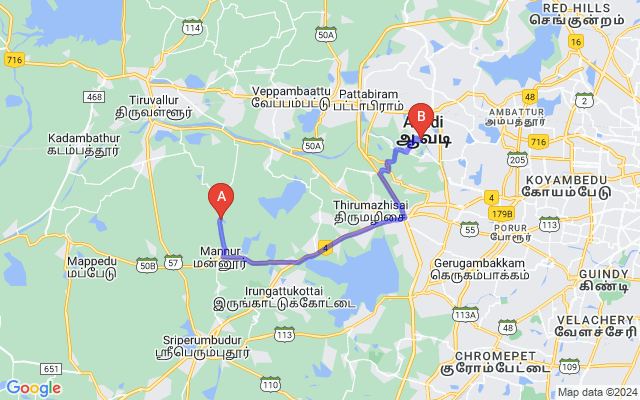 RED HILLS
செங்குன்றம்
716
114
50A
16
Veppambaattu
வேப்பம்பட்டு
Pattabiram
பட்டாபிராம்
48
2
468
Tiruvallur
திருவள்ளூர்
AMBATTUR
அம்பத்தூர்
B
ஆவடி
716
Kadambathur
கடம்பத்தூர்
50A
205
KOYAMBEDU
கோயம்பேடு
A
4
Thirumazhisai
திருமழிசை
179B
113
55
PORUR
போரூர்
Mannur
மன்னூர்
4
Mappedu
மப்பேடு
50B
57
Gerugambakkam
கெருகம்பாக்கம்
GUINDY
கிண்டி
Irungattukottai
இருங்காட்டுக்கோட்டை
113A
48
VELACHERY
வேளச்சேரி
Sriperumbudur
ஸ்ரீபெரும்புதூர்
113
CHROMEPET
குரோம்பேட்டை
109
651
110
Google
Map data ©2024